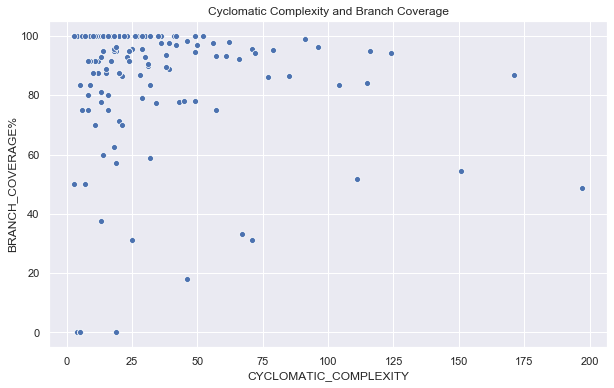 Cyclomatic Complexity and Branch Coverage
100
80
60
40
20
0
BRANCH_COVERAGE%
0 25 50 75 100 125 150 175 200
CYCLOMATIC_COMPLEXITY